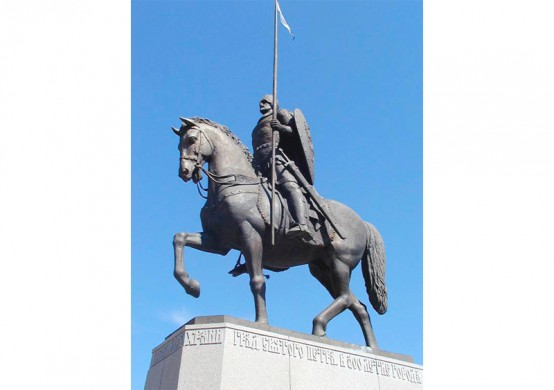 ХРАНИ ГРАД СВЯТОГО ПЕТРА. В 300 ЛЕТИЕ ГОРОДА